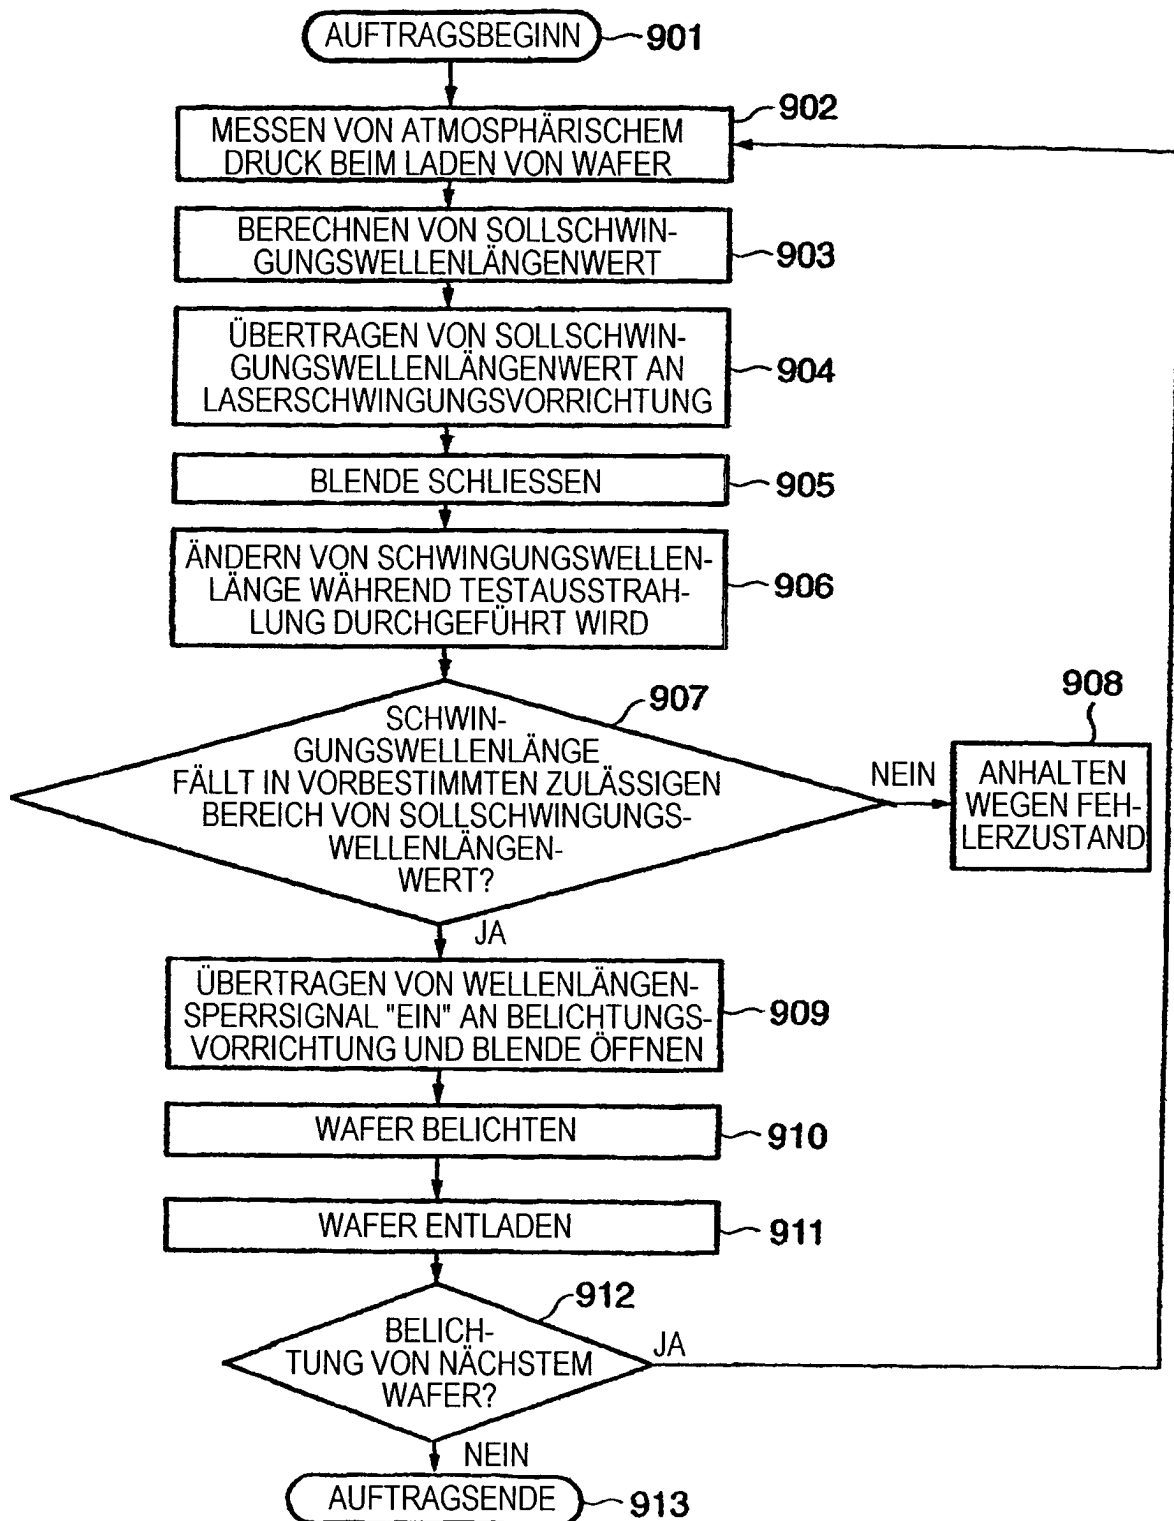 AUFTRAGSBEGINN
901
902
MESSEN VON ATMOSPHÄRISCHEM
DRUCK BEIM LADEN VON WAFER
BERECHNEN VON SOLLSCHWIN-
GUNGSWELLENLÄNGENWERT
903
ÜBERTRAGEN VON SOLLSCHWIN-
GUNGSWELLENLÄNGENWERT AN
LASERSCHWINGUNGSVORRICHTUNG
904
BLENDE SCHLIESSEN
905
ÄNDERN VON SCHWINGUNGSWELLEN-
LÄNGE WÄHREND TESTAUSSTRAH-
LUNG DURCHGEFÜHRT WIRD
906
907
SCHWIN-
GUNGSWELLENLÄNGE
FÄLLT IN VORBESTIMMTEN ZULÄSSIGEN
BEREICH VON SOLLSCHWINGUNGS-
WELLENLÄNGEN-
WERT?
NEIN
908
ANHALTEN
WEGEN FEH-
LERZUSTAND
JA
ÜBERTRAGEN VON WELLENLÄNGEN-
SPERRSIGNAL "EIN" AN BELICHTUNGS-
VORRICHTUNG UND BLENDE ÖFFNEN
909
WAFER BELICHTEN
910
WAFER ENTLADEN
911
912
BELICH-
TUNG VON NÄCHSTEM
WAFER?
JA
NEIN
AUFTRAGSENDE
913